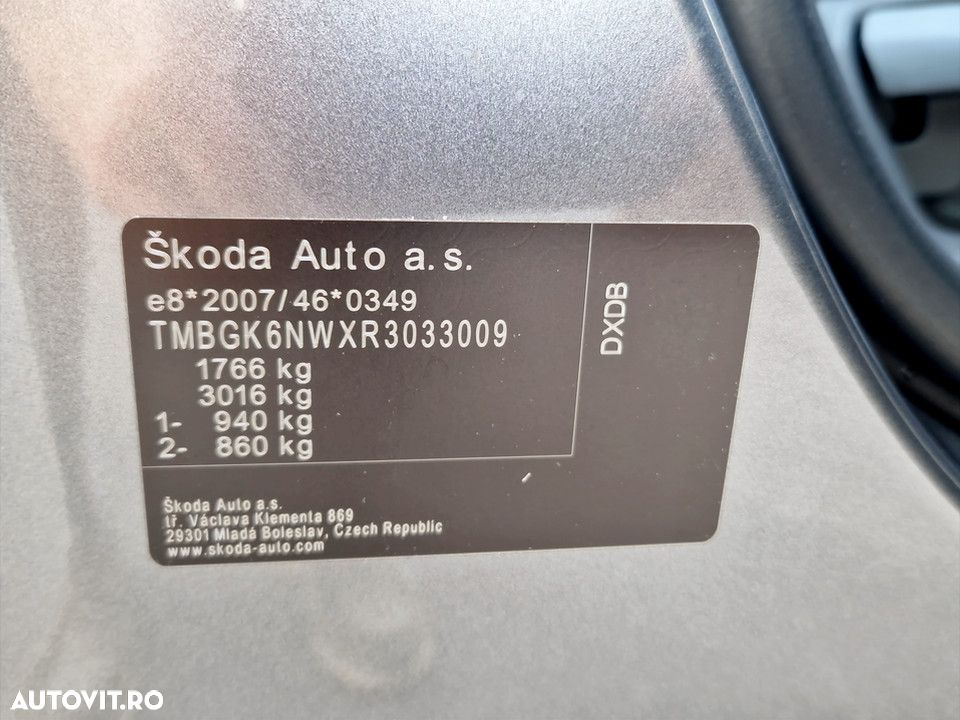 Škoda Auto a.s.
e8*2007/46*0349
TMBGK6NWXR3033009
1766 kg
3016 kg
1- 940 kg
2- 860 kg
DXDB
Škoda Auto a.s.
tř. Václava Klementa 869
29301 Mladá Boleslav, Czech Republic
www.skoda-auto.com
AUTOVIT.RO